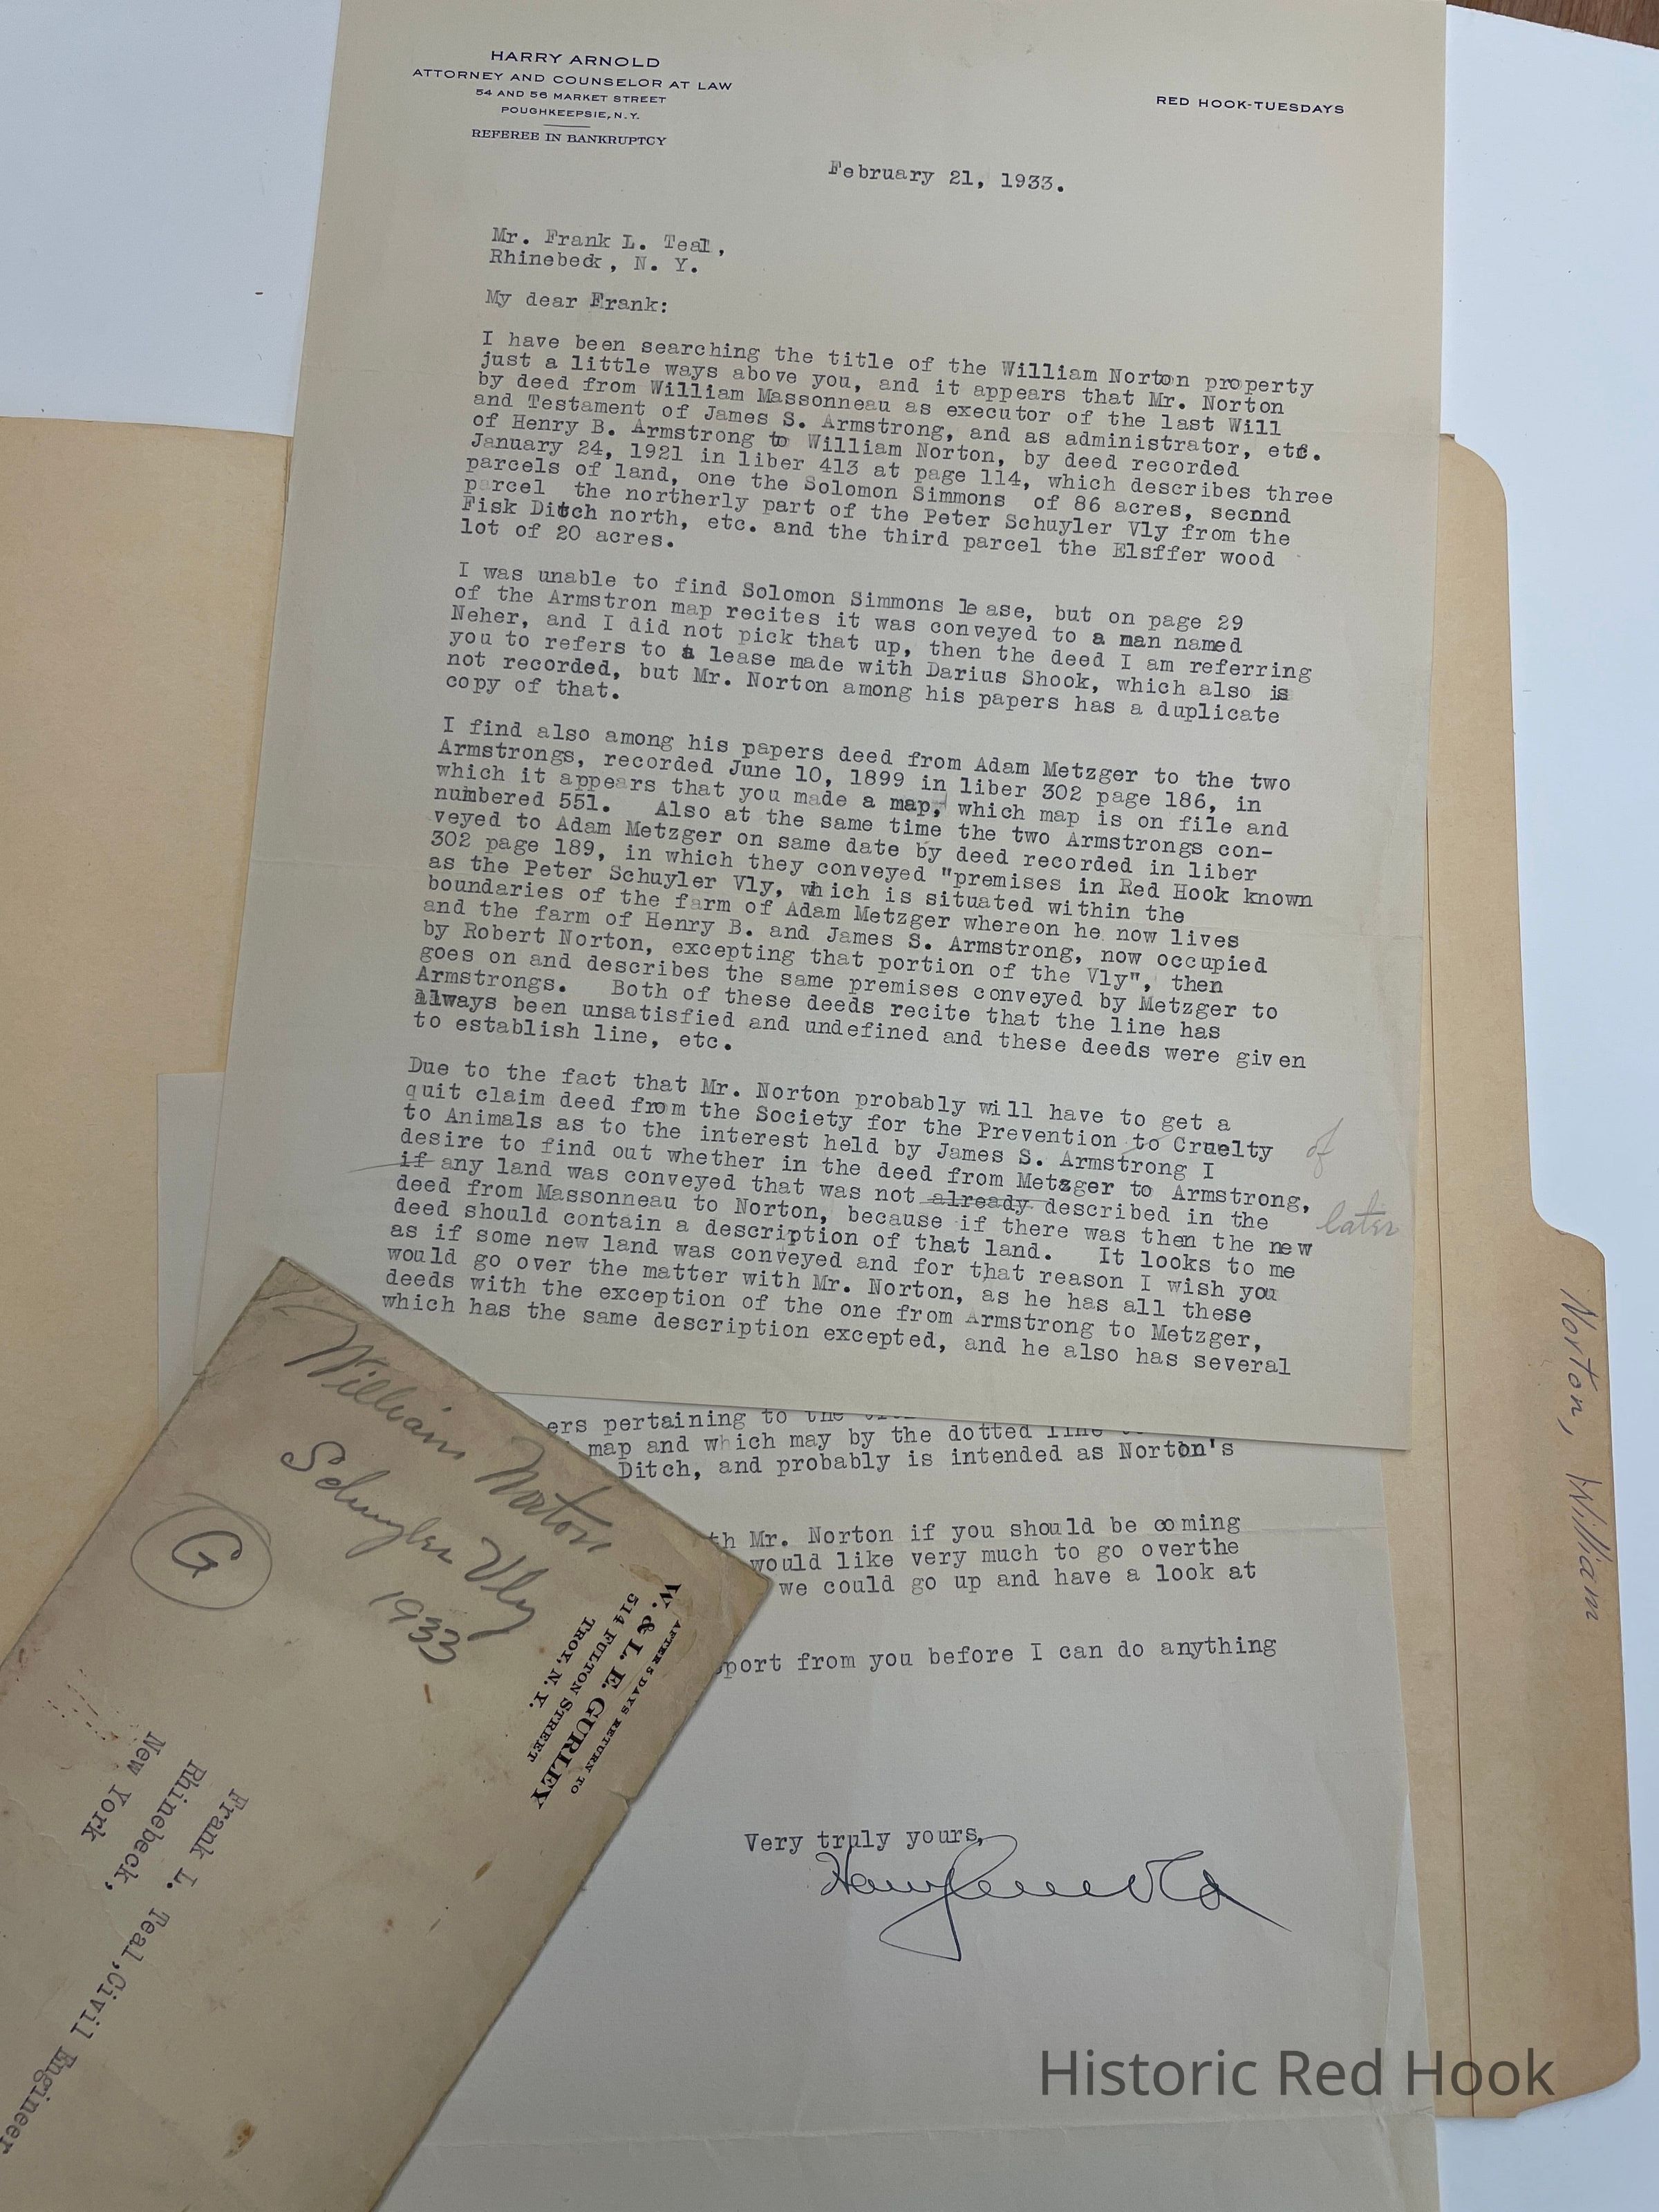 HARRY ARNOLD
ATTORNEY AND COUNSELOR AT LAW
54 AND 56 MARKET STREET
POUGHKEEPSIE, N.Y.
REFEREE IN BANKRUPTCY
RED HOOK-TUESDAYS
February 21, 1933.
Mr. Frank L. Teal,
Rhinebeck, N. Y.
My dear Frank:
I have been searching the title of the William Norton property
just a little ways above you, and it appears that Mr. Norton
by deed from William Massonneau as executor of the last Will
and Testament of James S. Armstrong, and as administrator, etc.
of Henry B. Armstrong to William Norton, by deed recorded
January 24, 1921 in liber 413 at page 114, which describes three
parcels of land, one the Solomon Simmons of 86 acres, second
parcel the northerly part of the Peter Schuyler Vly from the
Fisk Ditch north, etc. and the third parcel the Elsffer wood
lot of 20 acres.
I was unable to find Solomon Simmons lease, but on page 29
of the Armstron map recites it was conveyed to a man named
Neher, and I did not pick that up, then the deed I am referring
you to refers to a lease made with Darius Shook, which also is
not recorded, but Mr. Norton among his papers has a duplicate
copy of that.
I find also among his papers deed from Adam Metzger to the two
Armstrongs, recorded June 10, 1899 in liber 302 page 186, in
which it appears that you made a map, which map is on file and
numbered 551. Also at the same time the two Armstrongs con-
veyed to Adam Metzger on same date by deed recorded in liber
302 page 189, in which they conveyed "premises in Red Hook known
as the Peter Schuyler Vly, which is situated within the
boundaries of the farm of Adam Metzger whereon he now lives
and the farm of Henry B. and James S. Armstrong, now occupied
by Robert Norton, excepting that portion of the Vly", then
goes on and describes the same premises conveyed by Metzger to
Armstrongs. Both of these deeds recite that the line has
always been unsatisfied and undefined and these deeds were given
to establish line, etc.
Due to the fact that Mr. Norton probably will have to get a
quit claim deed from the Society for the Prevention to Cruelty of
to Animals as to the interest held by James S. Armstrong I
desire to find out whether in the deed from Metzger to Armstrong,
if any land was conveyed that was not already described in the later
deed from Massonneau to Norton, because if there was then the new
deed should contain a description of that land. It looks to me
as if some new land was conveyed and for that reason I wish you
would go over the matter with Mr. Norton, as he has all these
deeds with the exception of the one from Armstrong to Metzger,
which has the same description excepted, and he also has several
pertaining to the
map and which may by the dotted line
Ditch, and probably is intended as Norton's
Mr. Norton if you should be coming
would like very much to go overthe
we could go up and have a look at
from you before I can do anything
Very truly yours,
Harry Arnold
William Norton
Schuyler Vly
1933
G
AFTER 5 DAYS RETURN TO
W. & L. E. GURLEY
514 FULTON STREET
TROY, N. Y.
Frank L. Teal, Civil Engineer
Rhinebeck,
New York
Norton, William
Historic Red Hook